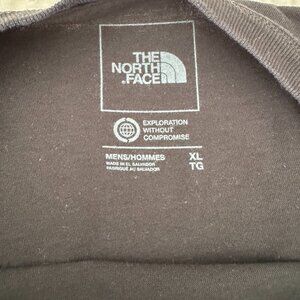 THE
NORTH
FACE
EXPLORATION
WITHOUT
COMPROMISE
MENS/HOMMES XL
MADE IN EL SALVADOR TG
FABRIQUÉ AU SALVADOR